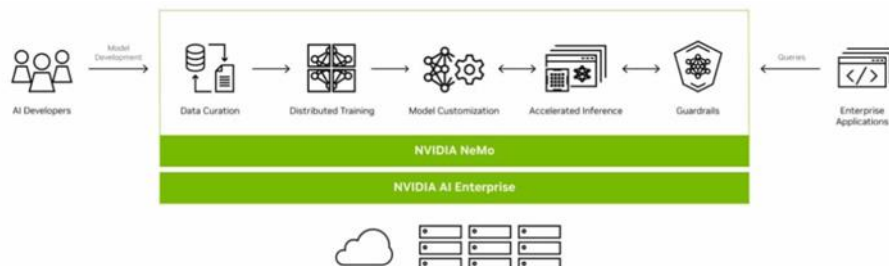 Model
Development
Queries
AI Developers
Data Curation
Distributed Training
Model Customization
Accelerated Inference
Guardrails
Enterprise
Applications
</>
NVIDIA NeMo
NVIDIA AI Enterprise